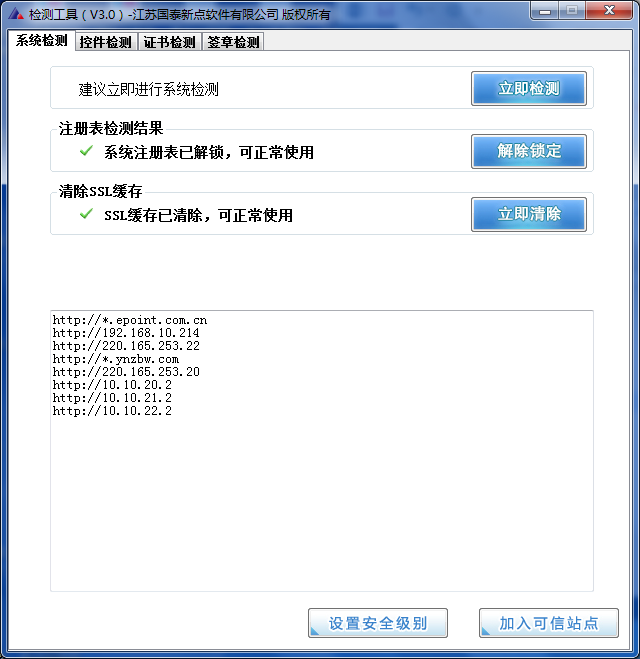 检测工具（V3.0）-江苏国泰新点软件有限公司 版权所有
系统检测 控件检测 证书检测 签章检测
建议立即进行系统检测 立即检测
注册表检测结果
系统注册表已解锁，可正常使用 解除锁定
清除SSL缓存
SSL缓存已清除，可正常使用 立即清除
http://*.epoint.com.cn
http://192.168.10.214
http://220.165.253.22
http://*.ynzbw.com
http://220.165.253.20
http://10.10.20.2
http://10.10.21.2
http://10.10.22.2
设置安全级别 加入可信站点